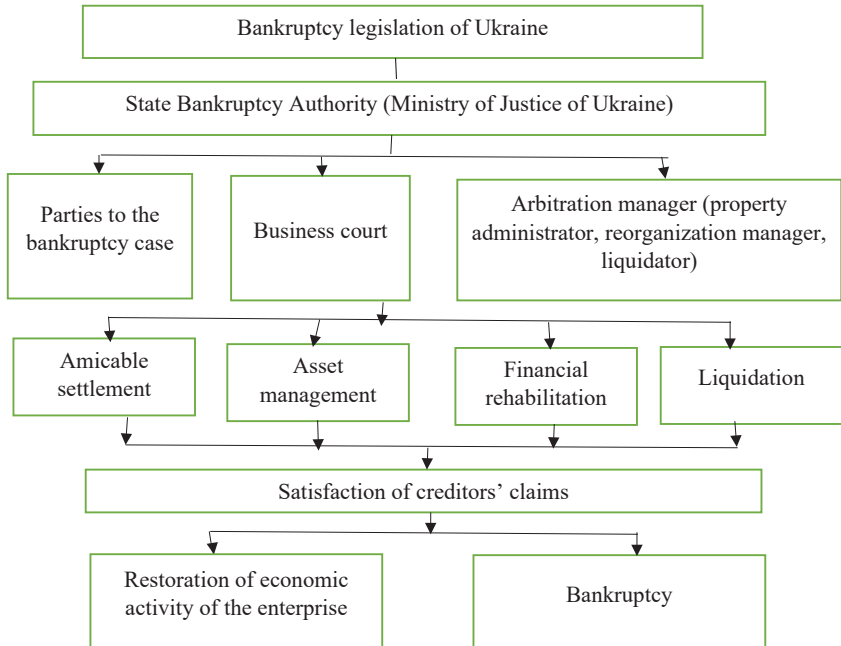 Bankruptcy legislation of Ukraine
State Bankruptcy Authority (Ministry of Justice of Ukraine)
Parties to the
bankruptcy case
Business court
Arbitration manager (property
administrator, reorganization manager,
liquidator)
Amicable
settlement
Asset
management
Financial
rehabilitation
Liquidation
Satisfaction of creditors’ claims
Restoration of economic
activity of the enterprise
Bankruptcy